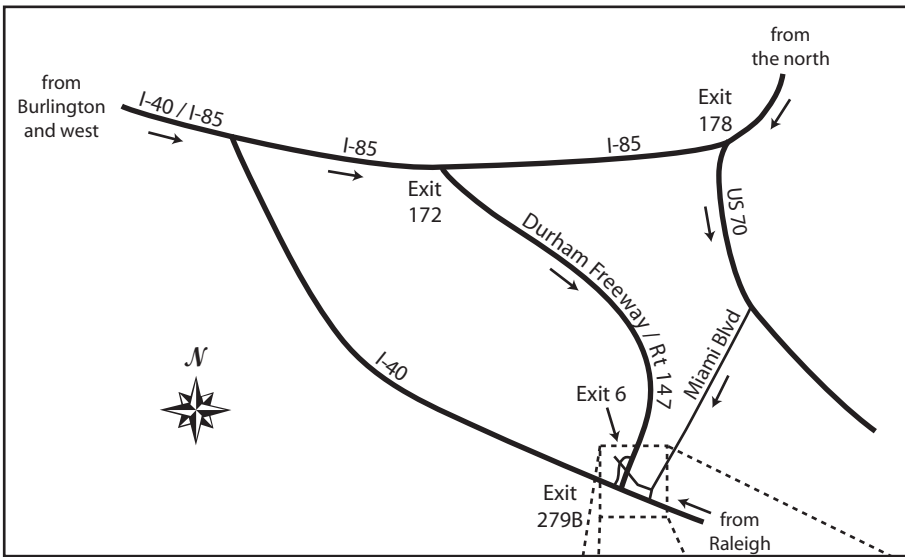 from
the north
from
Burlington
and west
I-40 / I-85
I-85
I-85
Exit
178
Exit
172
US 70
Durham Freeway / Rt 147
Miami Blvd
N
I-40
Exit 6
Exit
279B
from
Raleigh